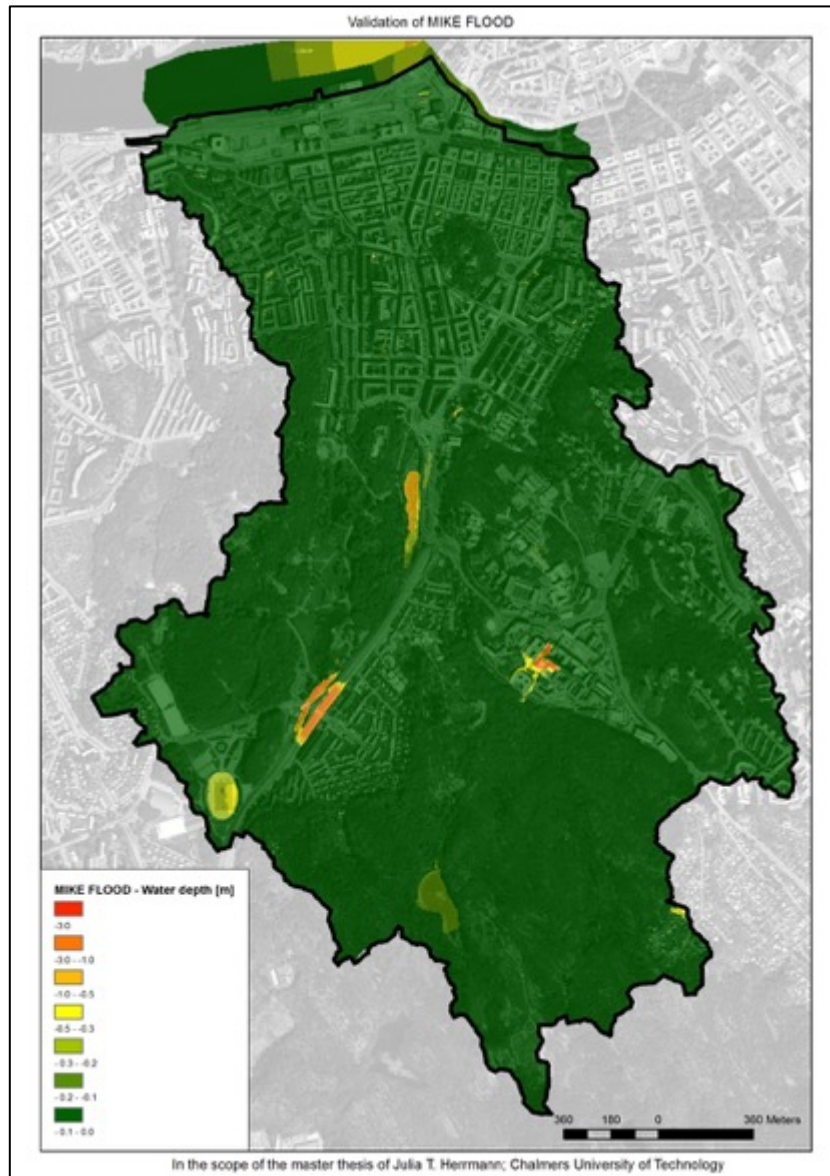 Validation of MIKE FLOOD
MIKE FLOOD - Water depth [m]
-3.0
-3.0 - -1.0
-1.0 - -0.5
-0.5 - -0.3
-0.3 - -0.2
-0.2 - -0.1
-0.1 - 0.0
360 180 0 360 Meters
In the scope of the master thesis of Julia T. Herrmann; Chalmers University of Technology